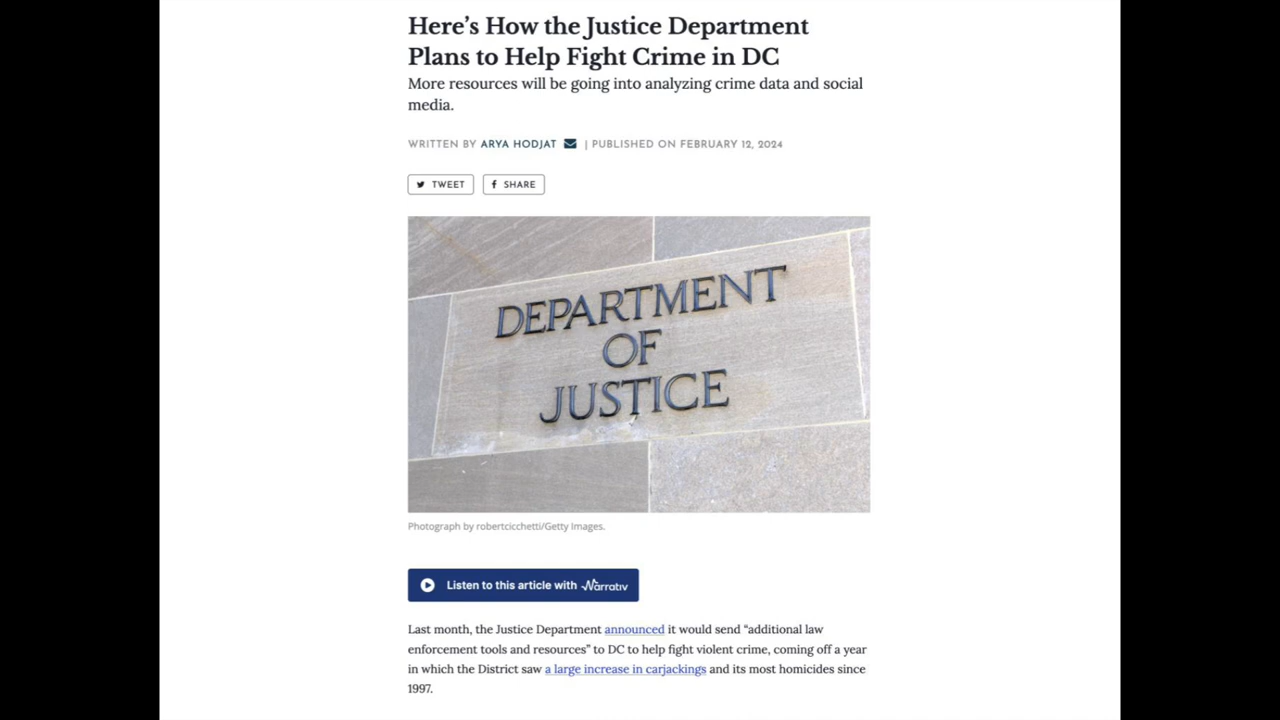 Here’s How the Justice Department
Plans to Help Fight Crime in DC
More resources will be going into analyzing crime data and social
media.
WRITTEN BY ARYA HODJAT | PUBLISHED ON FEBRUARY 12, 2024
TWEET SHARE
DEPARTMENT
OF
JUSTICE
Photograph by robertcicchetti/Getty Images.
Listen to this article with Narrativ
Last month, the Justice Department announced it would send “additional law
enforcement tools and resources” to DC to help fight violent crime, coming off a year
in which the District saw a large increase in carjackings and its most homicides since
1997.